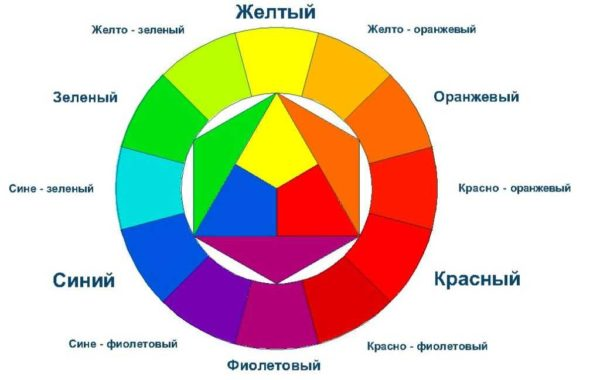 Желтый
Желто - зеленый
Желто - оранжевый
Зеленый
Оранжевый
Сине - зеленый
Красно - оранжевый
Синий
Красный
Сине - фиолетовый
Красно - фиолетовый
Фиолетовый